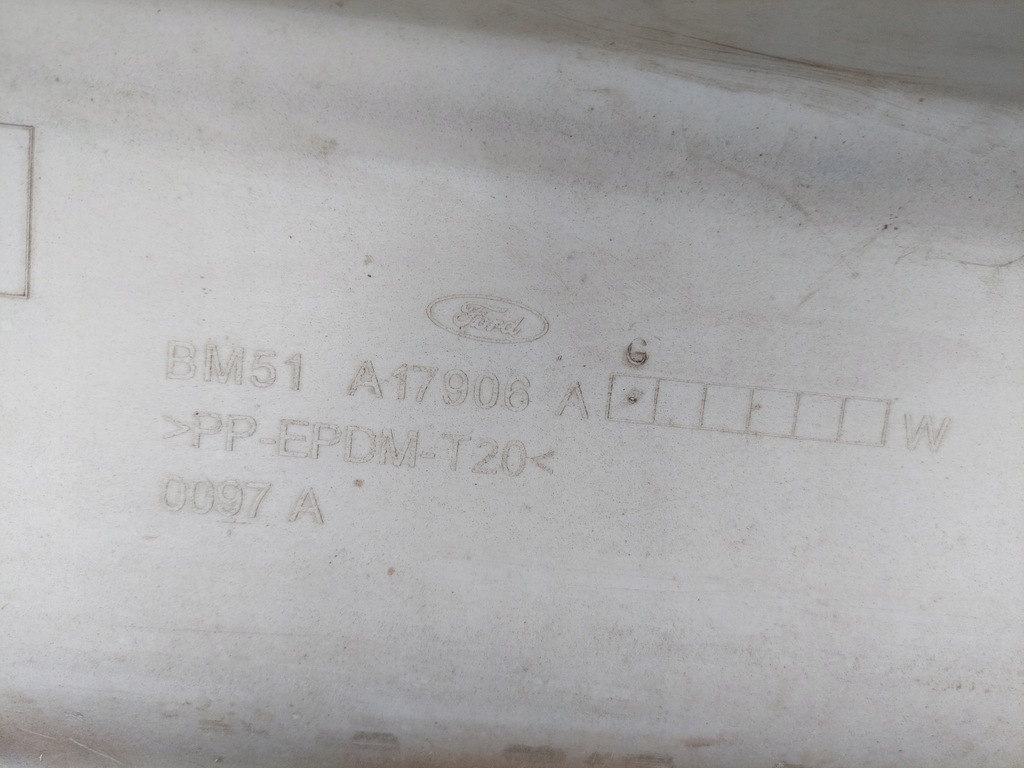 Ford
G
BM51 A17906 A W
>PP-EPDM-T20<
0097 A